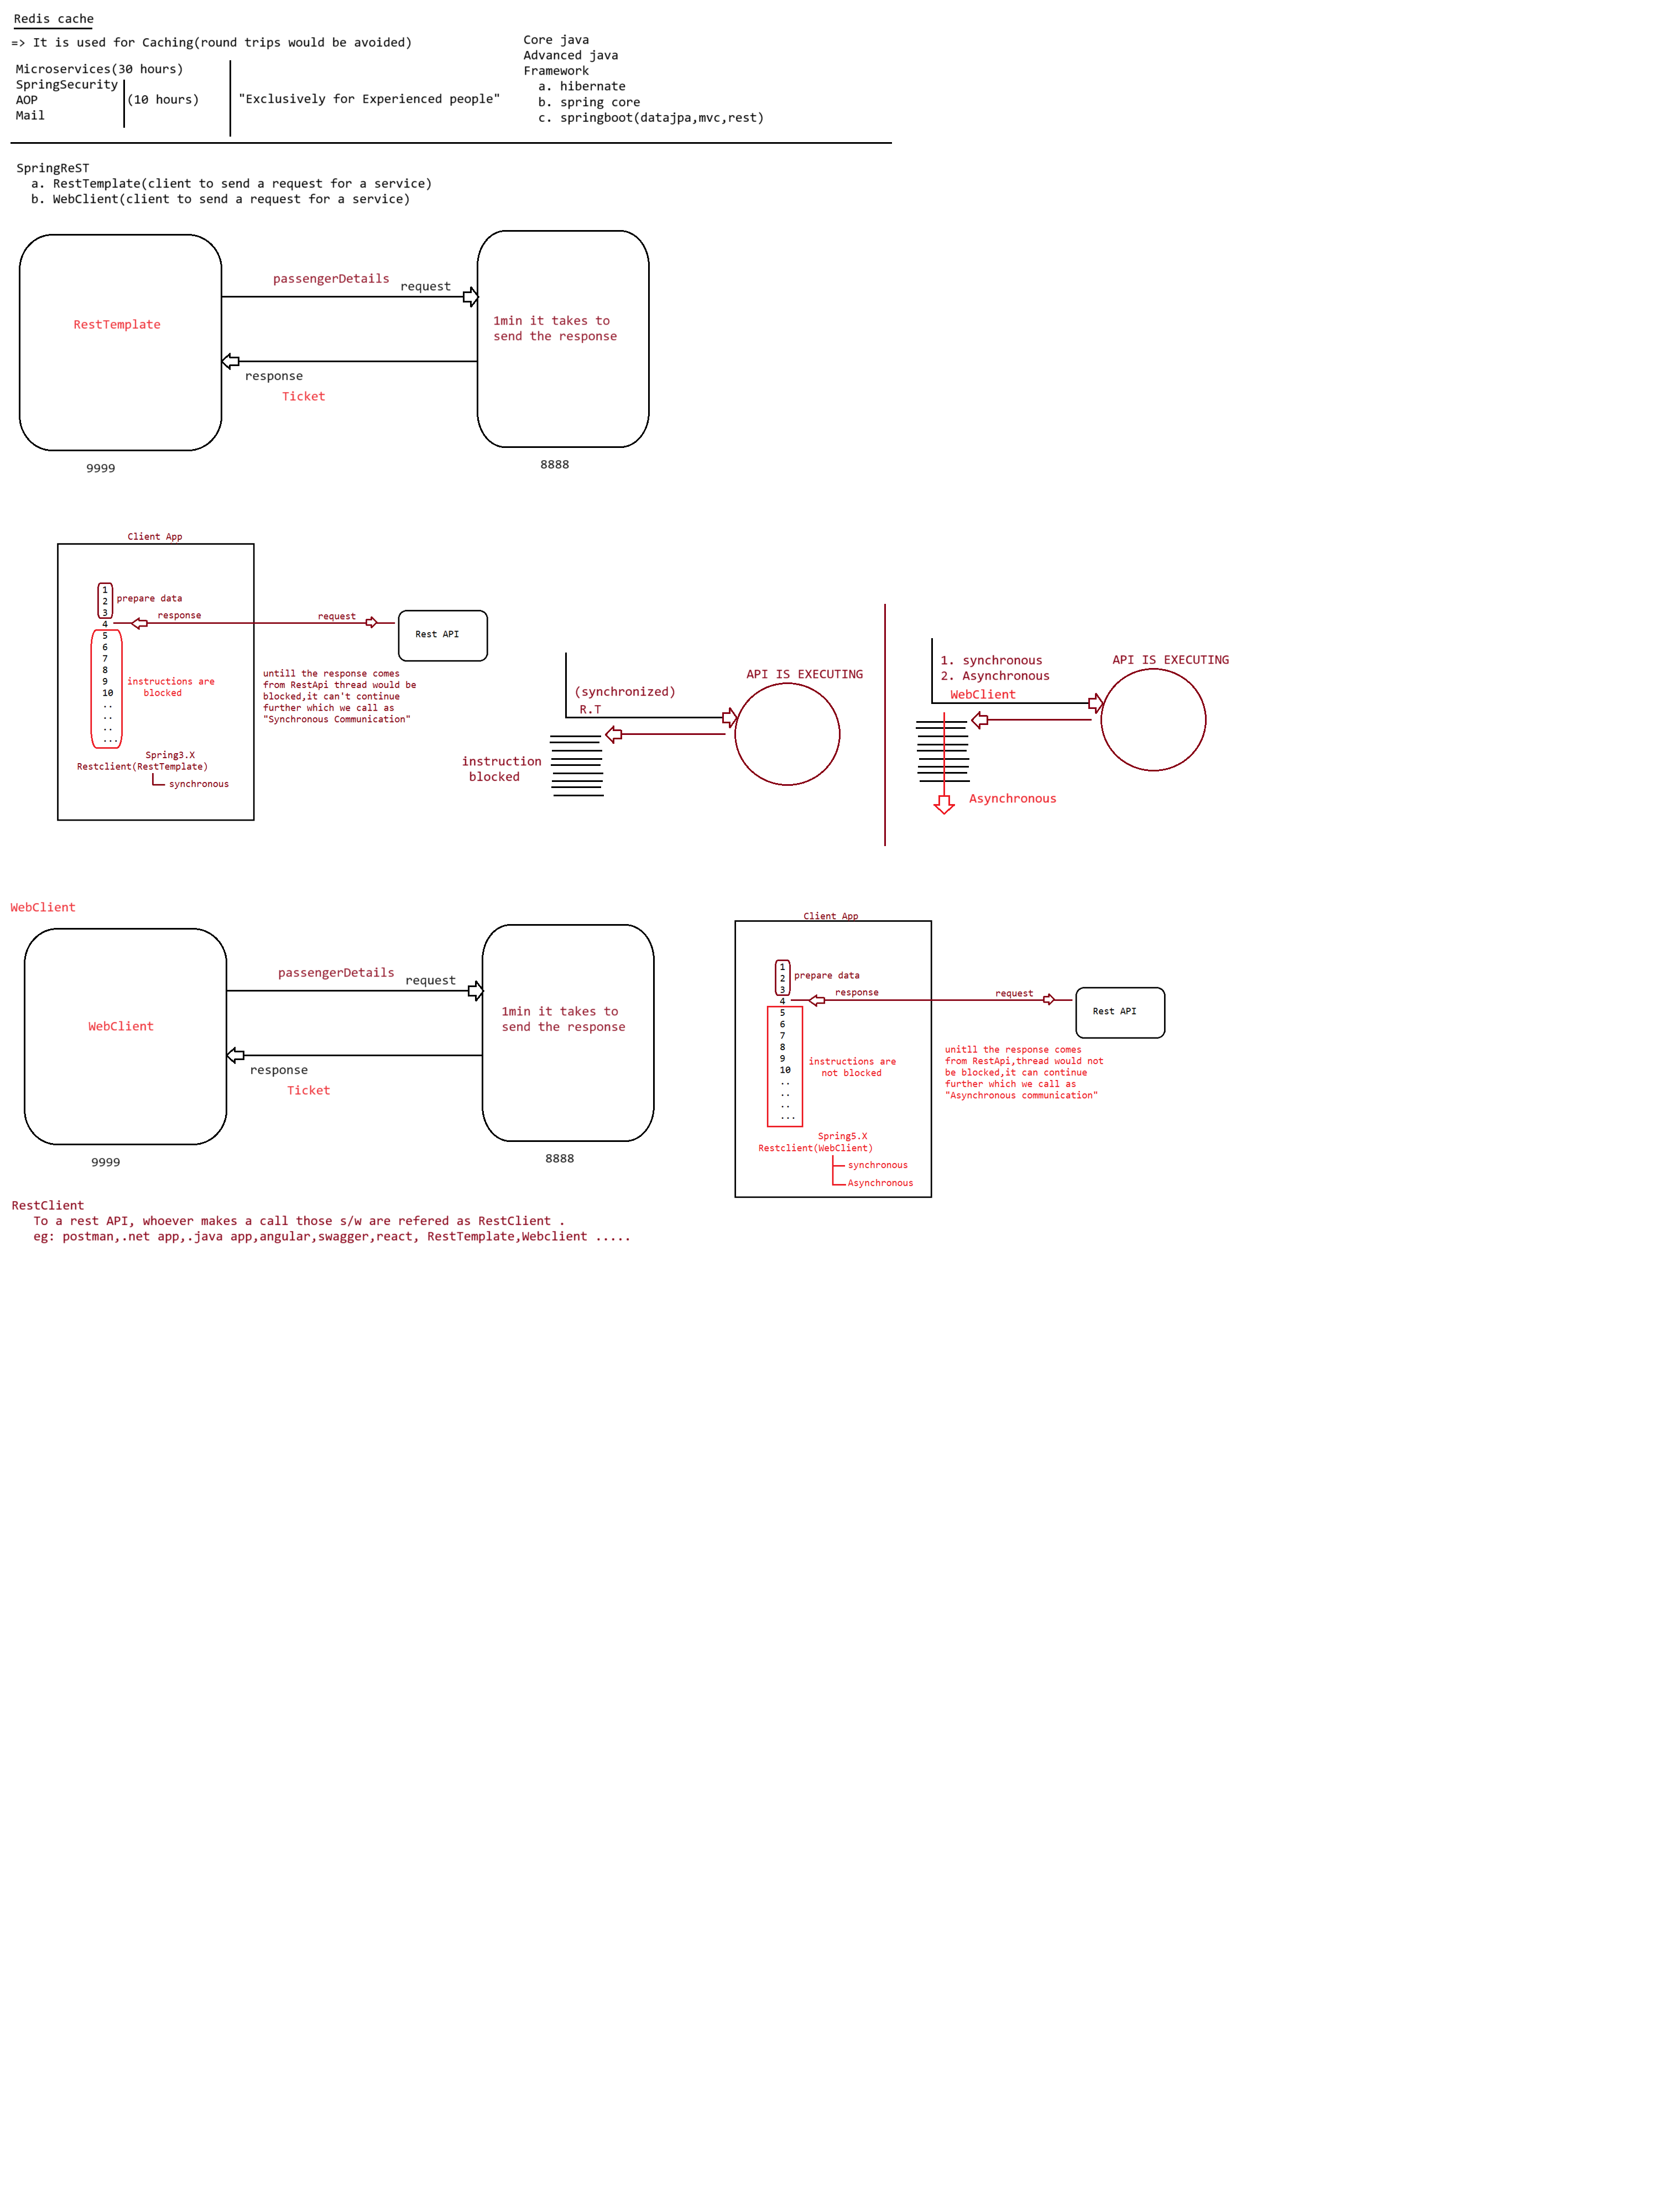 Redis cache
=> It is used for Caching(round trips would be avoided)
Microservices(30 hours)
SpringSecurity
AOP
Mail
(10 hours)
"Exclusively for Experienced people"
Core java
Advanced java
Framework
a. hibernate
b. spring core
c. springboot(datajpa,mvc,rest)
SpringReST
a. RestTemplate(client to send a request for a service)
b. WebClient(client to send a request for a service)
RestTemplate
passengerDetails
request
1min it takes to
send the response
response
Ticket
9999
8888
Client App
1
2
3
prepare data
4
response
request
Rest API
5
6
7
8
9
10
..
..
..
...
instructions are
blocked
untill the response comes
from RestApi thread would be
blocked,it can't continue
further which we call as
"Synchronous Communication"
Spring3.X
Restclient(RestTemplate)
synchronous
(synchronized)
R.T
API IS EXECUTING
instruction
blocked
1. synchronous
2. Asynchronous
WebClient
API IS EXECUTING
Asynchronous
WebClient
WebClient
passengerDetails
request
1min it takes to
send the response
response
Ticket
9999
8888
Client App
1
2
3
prepare data
4
response
request
Rest API
5
6
7
8
9
10
..
..
..
...
instructions are
not blocked
unitll the response comes
from RestApi,thread would not
be blocked,it can continue
further which we call as
"Asynchronous communication"
Spring5.X
Restclient(WebClient)
synchronous
Asynchronous
RestClient
To a rest API, whoever makes a call those s/w are refered as RestClient .
eg: postman,.net app,.java app,angular,swagger,react, RestTemplate,Webclient .....